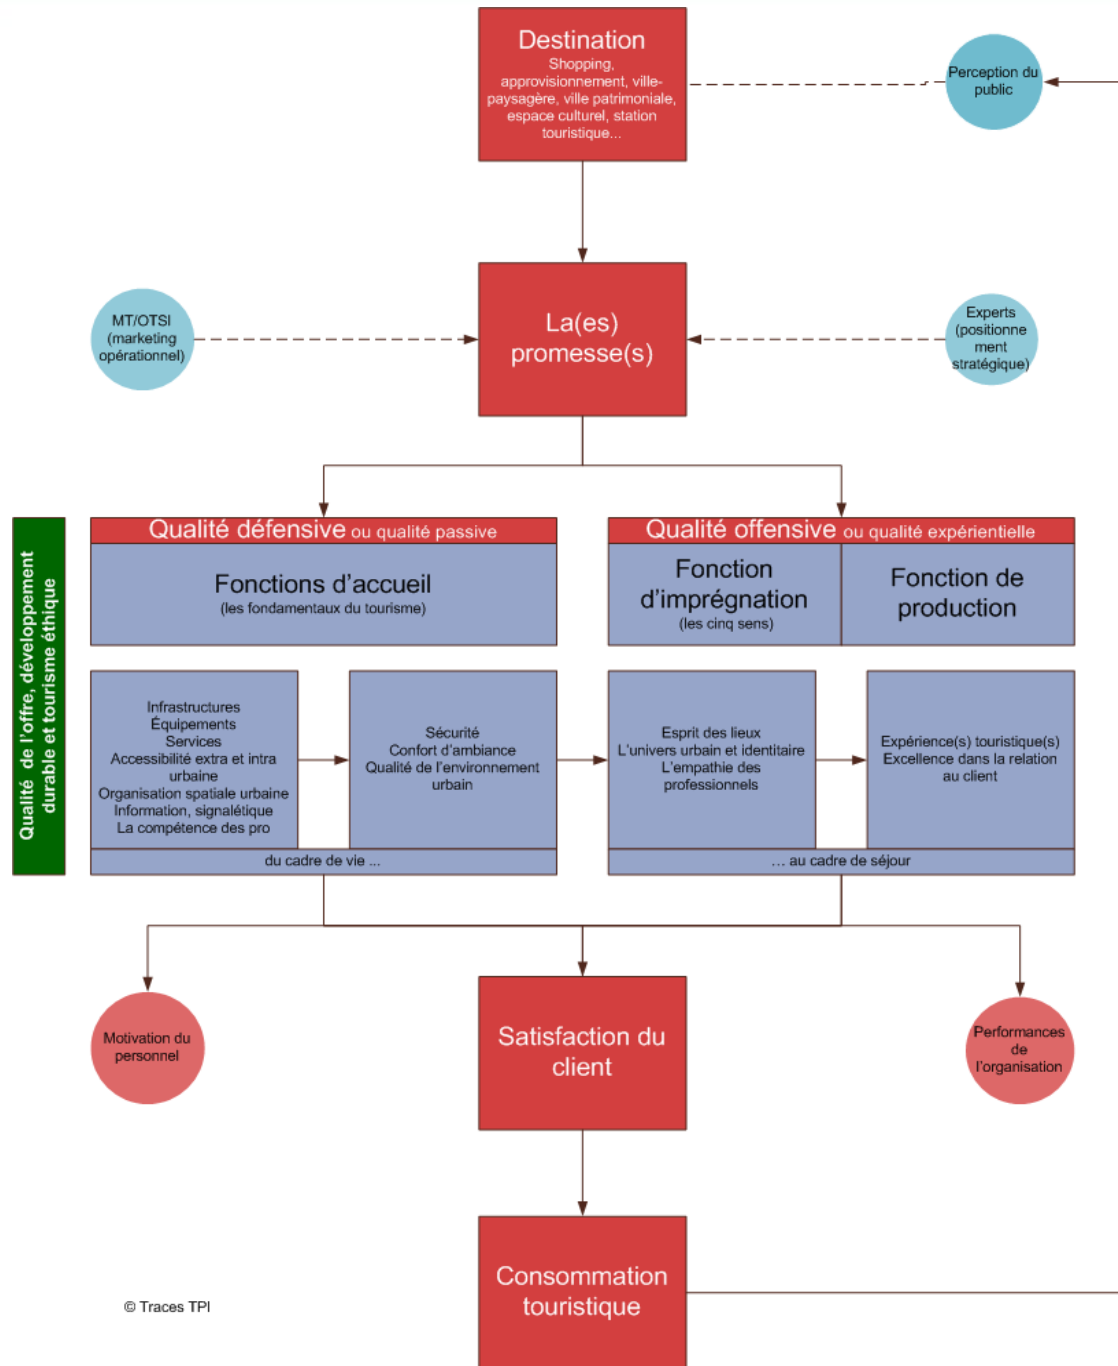 Destination
Shopping,
approvisionnement, ville-
paysagère, ville patrimoniale,
espace culturel, station
touristique...
Perception du
public
MT/OTSI
(marketing
opérationnel)
La(es)
promesse(s)
Experts
(positionne
ment
stratégique)
Qualité de l'offre, développement
durable et tourisme éthique
Qualité défensive ou qualité passive
Fonctions d'accueil
(les fondamentaux du tourisme)
Qualité offensive ou qualité expérientielle
Fonction
d'imprégnation
(les cinq sens)
Fonction de
production
Infrastructures
Équipements
Services
Accessibilité extra et intra
urbaine
Organisation spatiale urbaine
Information, signalétique
La compétence des pro
Sécurité
Confort d'ambiance
Qualité de l'environnement
urbain
du cadre de vie ...
Esprit des lieux
L'univers urbain et identitaire
L'empathie des
professionnels
Expérience(s) touristique(s)
Excellence dans la relation
au client
... au cadre de séjour
Motivation du
personnel
Satisfaction du
client
Performances
de
l'organisation
Consommation
touristique
© Traces TPI